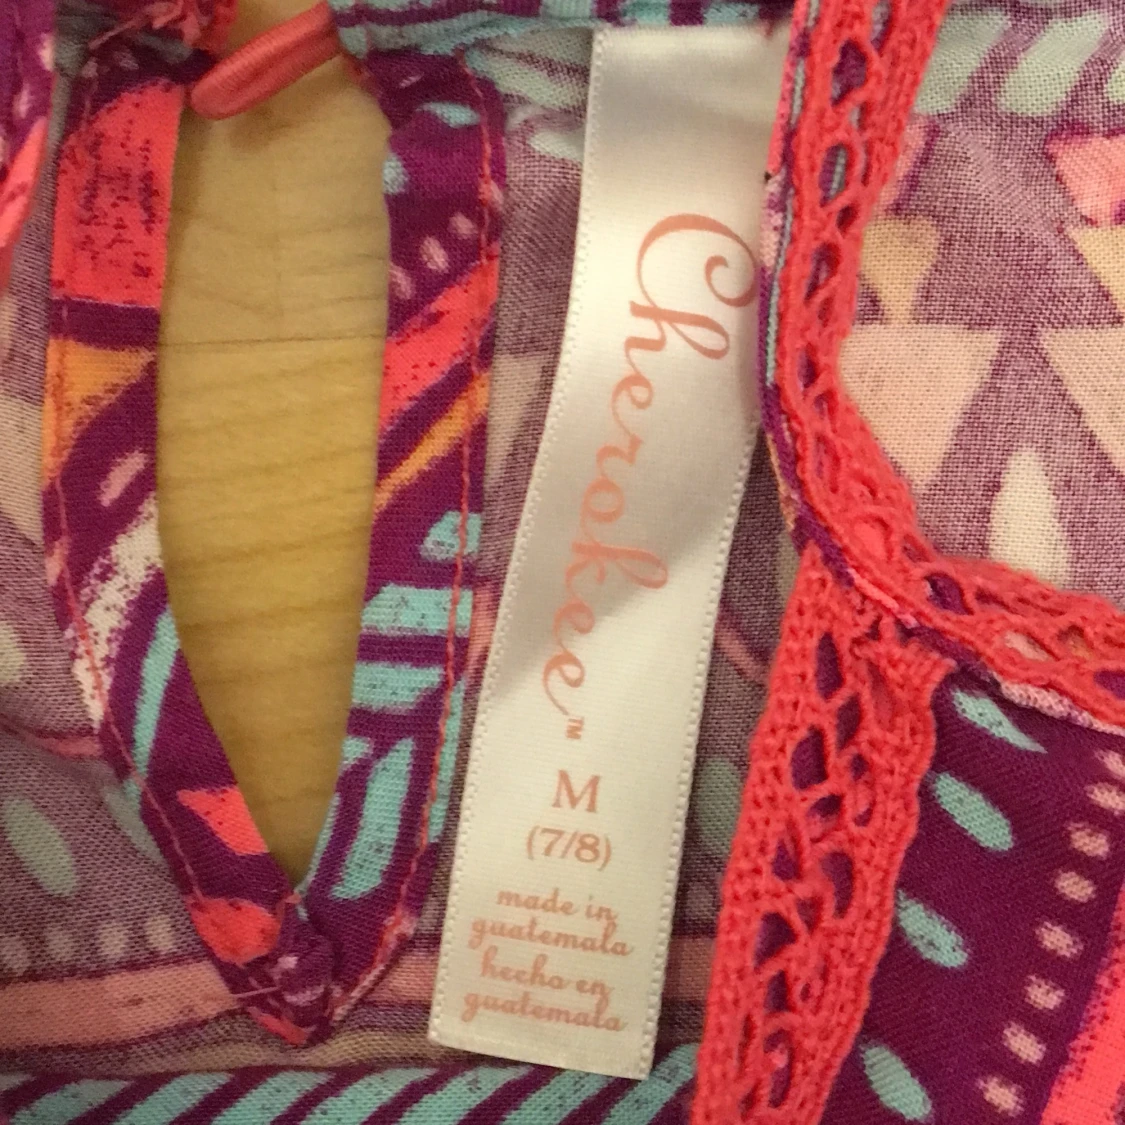 Cherokee™
M
(7/8)
made in
guatemala
hecho en
guatemala